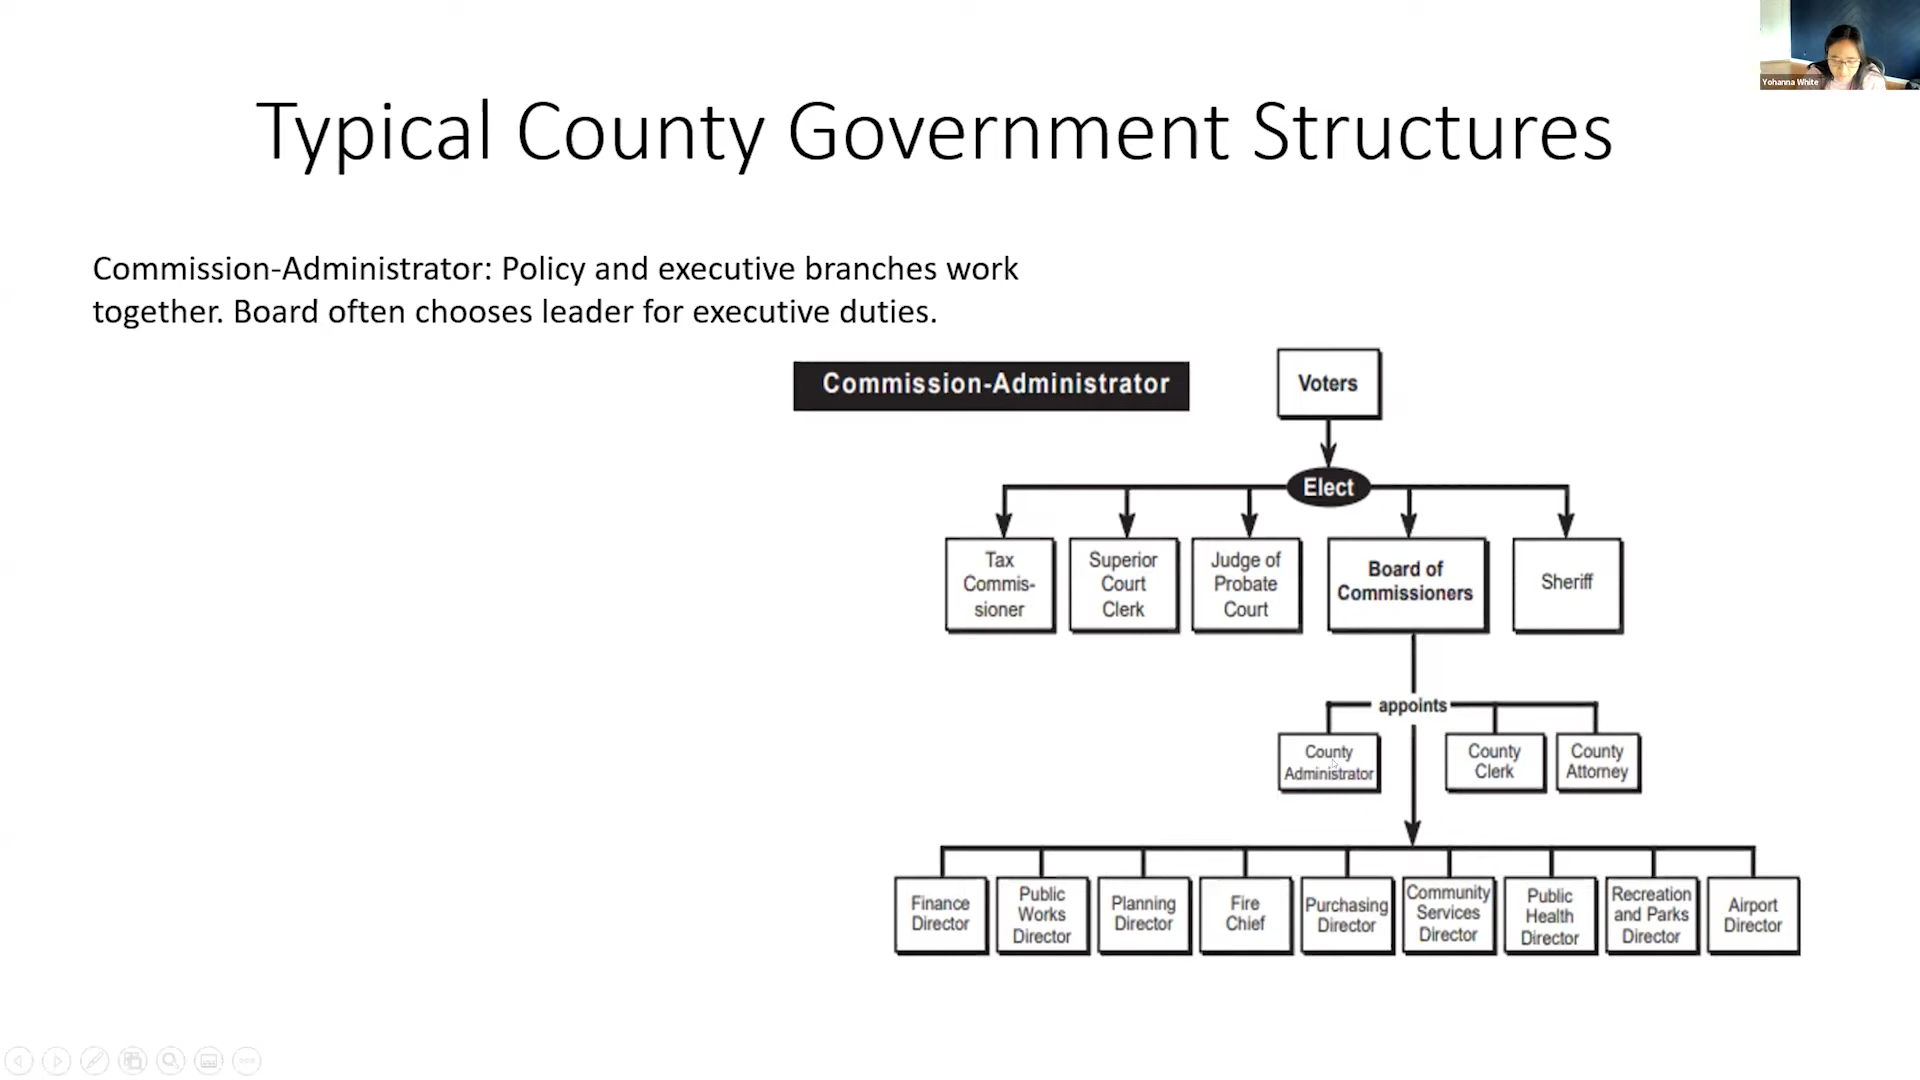 Yohanna White
Typical County Government Structures
Commission-Administrator: Policy and executive branches work
together. Board often chooses leader for executive duties.
Commission-Administrator
Voters
Elect
Tax
Commis-
sioner
Superior
Court
Clerk
Judge of
Probate
Court
Board of
Commissioners
Sheriff
appoints
County
Administrator
County
Clerk
County
Attorney
Finance
Director
Public
Works
Director
Planning
Director
Fire
Chief
Purchasing
Director
Community
Services
Director
Public
Health
Director
Recreation
and Parks
Director
Airport
Director